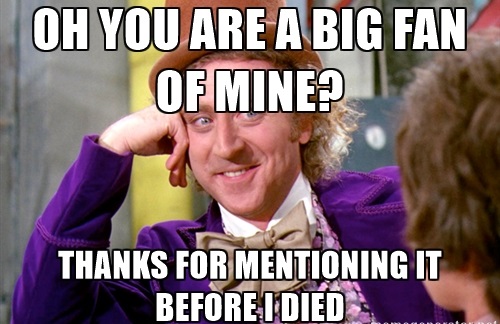 OH YOU ARE A BIG FAN
OF MINE?
THANKS FOR MENTIONING IT
BEFORE I DIED